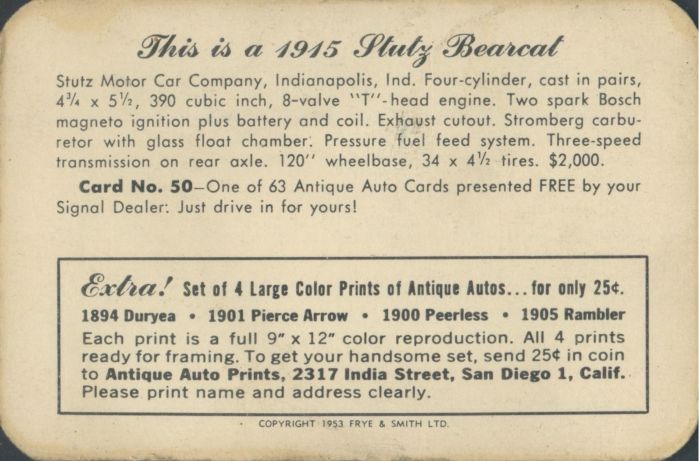 This is a 1915 Stutz Bearcat
Stutz Motor Car Company, Indianapolis, Ind. Four-cylinder, cast in pairs,
4¾ x 5½, 390 cubic inch, 8-valve "T"-head engine. Two spark Bosch
magneto ignition plus battery and coil. Exhaust cutout. Stromberg carbu-
retor with glass float chamber. Pressure fuel feed system. Three-speed
transmission on rear axle. 120" wheelbase, 34 x 4½ tires. $2,000.
Card No. 50—One of 63 Antique Auto Cards presented FREE by your
Signal Dealer. Just drive in for yours!
Extra! Set of 4 Large Color Prints of Antique Autos...for only 25¢.
1894 Duryea • 1901 Pierce Arrow • 1900 Peerless • 1905 Rambler
Each print is a full 9" x 12" color reproduction. All 4 prints
ready for framing. To get your handsome set, send 25¢ in coin
to Antique Auto Prints, 2317 India Street, San Diego 1, Calif.
Please print name and address clearly.
COPYRIGHT 1953 FRYE & SMITH LTD.